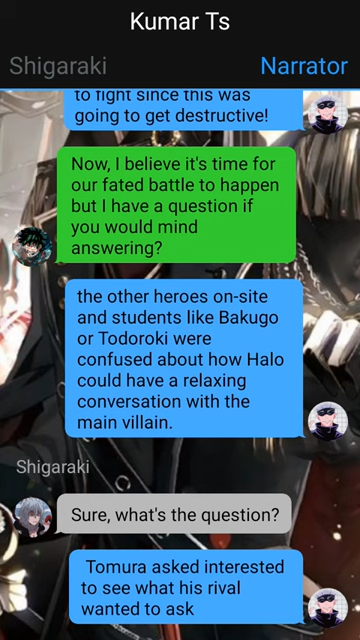 Kumar Ts
Shigaraki
Narrator
to fight since this was
going to get destructive!
Now, I believe it's time for
our fated battle to happen
but I have a question if
you would mind
answering?
the other heroes on-site
and students like Bakugo
or Todoroki were
confused about how Halo
could have a relaxing
conversation with the
main villain.
Shigaraki
Sure, what's the question?
Tomura asked interested
to see what his rival
wanted to ask